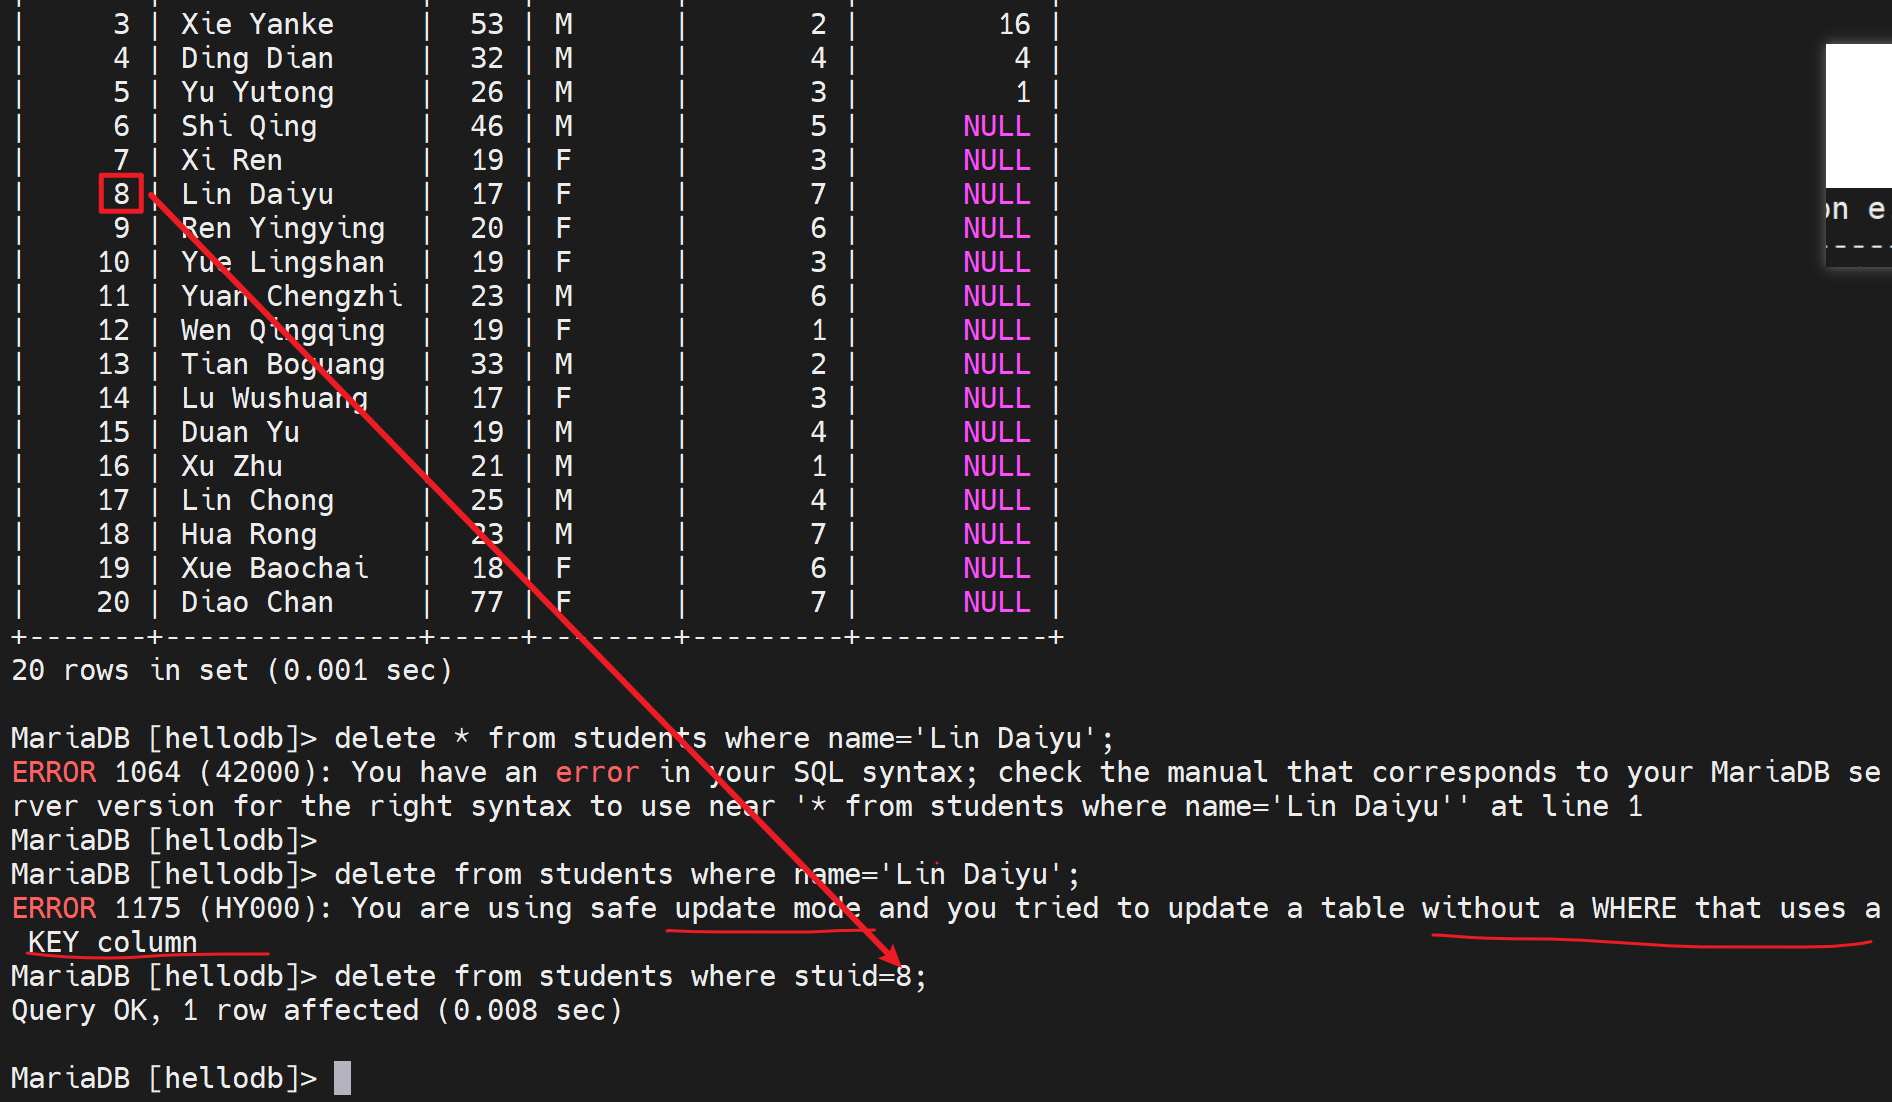 |     3 | Xie Yanke     |  53 | M      |       2 |        16 |
|     4 | Ding Dian     |  32 | M      |       4 |         4 |
|     5 | Yu Yutong     |  26 | M      |       3 |         1 |
|     6 | Shi Qing      |  46 | M      |       5 |      NULL |
|     7 | Xi Ren        |  19 | F      |       3 |      NULL |
|     8 | Lin Daiyu     |  17 | F      |       7 |      NULL |
|     9 | Ren Yingying  |  20 | F      |       6 |      NULL |
|    10 | Yue Lingshan  |  19 | F      |       3 |      NULL |
|    11 | Yuan Chengzhi |  23 | M      |       6 |      NULL |
|    12 | Wen Qingqing  |  19 | F      |       1 |      NULL |
|    13 | Tian Boguang  |  33 | M      |       2 |      NULL |
|    14 | Lu Wushuang   |  17 | F      |       3 |      NULL |
|    15 | Duan Yu       |  19 | M      |       4 |      NULL |
|    16 | Xu Zhu        |  21 | M      |       1 |      NULL |
|    17 | Lin Chong     |  25 | M      |       4 |      NULL |
|    18 | Hua Rong      |  23 | M      |       7 |      NULL |
|    19 | Xue Baochai   |  18 | F      |       6 |      NULL |
|    20 | Diao Chan     |  77 | F      |       7 |      NULL |
+-------+---------------+-----+--------+---------+-----------+
20 rows in set (0.001 sec)
MariaDB [hellodb]> delete * from students where name='Lin Daiyu';
ERROR 1064 (42000): You have an error in your SQL syntax; check the manual that corresponds to your MariaDB se
rver version for the right syntax to use near '* from students where name='Lin Daiyu'' at line 1
MariaDB [hellodb]>
MariaDB [hellodb]> delete from students where name='Lin Daiyu';
ERROR 1175 (HY000): You are using safe update mode and you tried to update a table without a WHERE that uses a
 KEY column
MariaDB [hellodb]> delete from students where stuid=8;
Query OK, 1 row affected (0.008 sec)
MariaDB [hellodb]>
on e
----